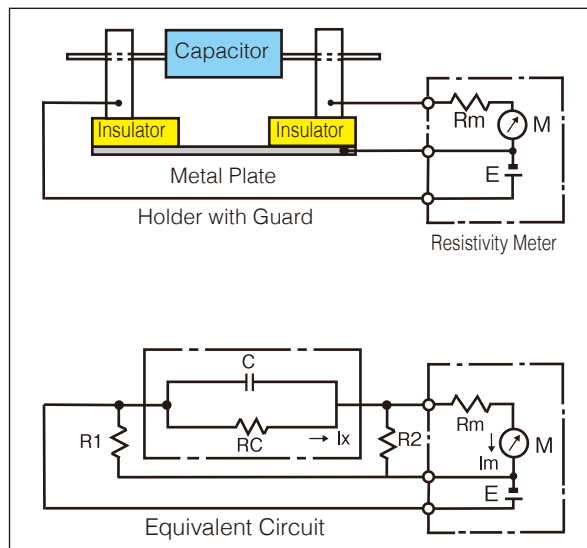 Capacitor
Insulator Insulator
Metal Plate
Holder with Guard
Rm
M
E
Resistivity Meter
C
R1
RC
→ Ix
R2
Rm
↓
Im
M
E
Equivalent Circuit